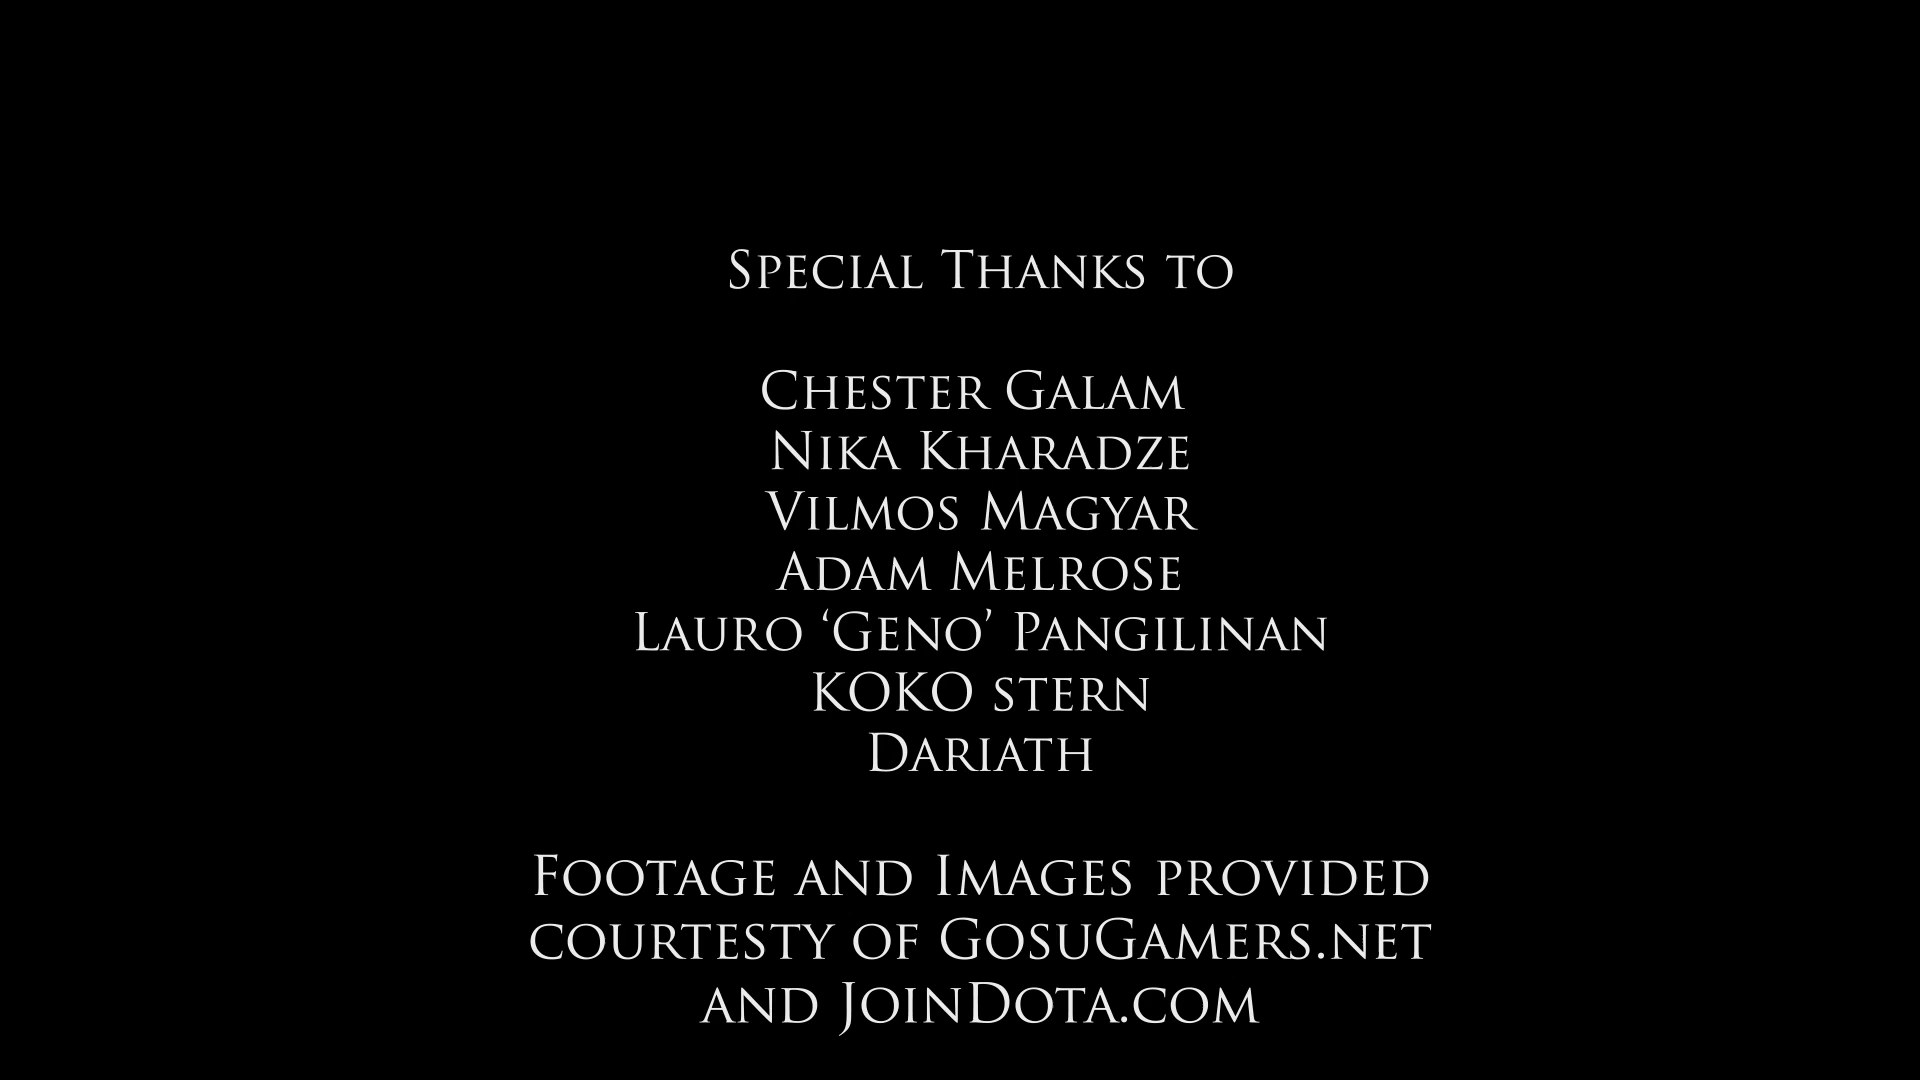 Special Thanks to
Chester Galam
Nika Kharadze
Vilmos Magyar
Adam Melrose
Lauro ‘Geno’ Pangilinan
KOKO stern
Dariath
Footage and Images provided
courtesty of GosuGamers.net
and JoinDota.com